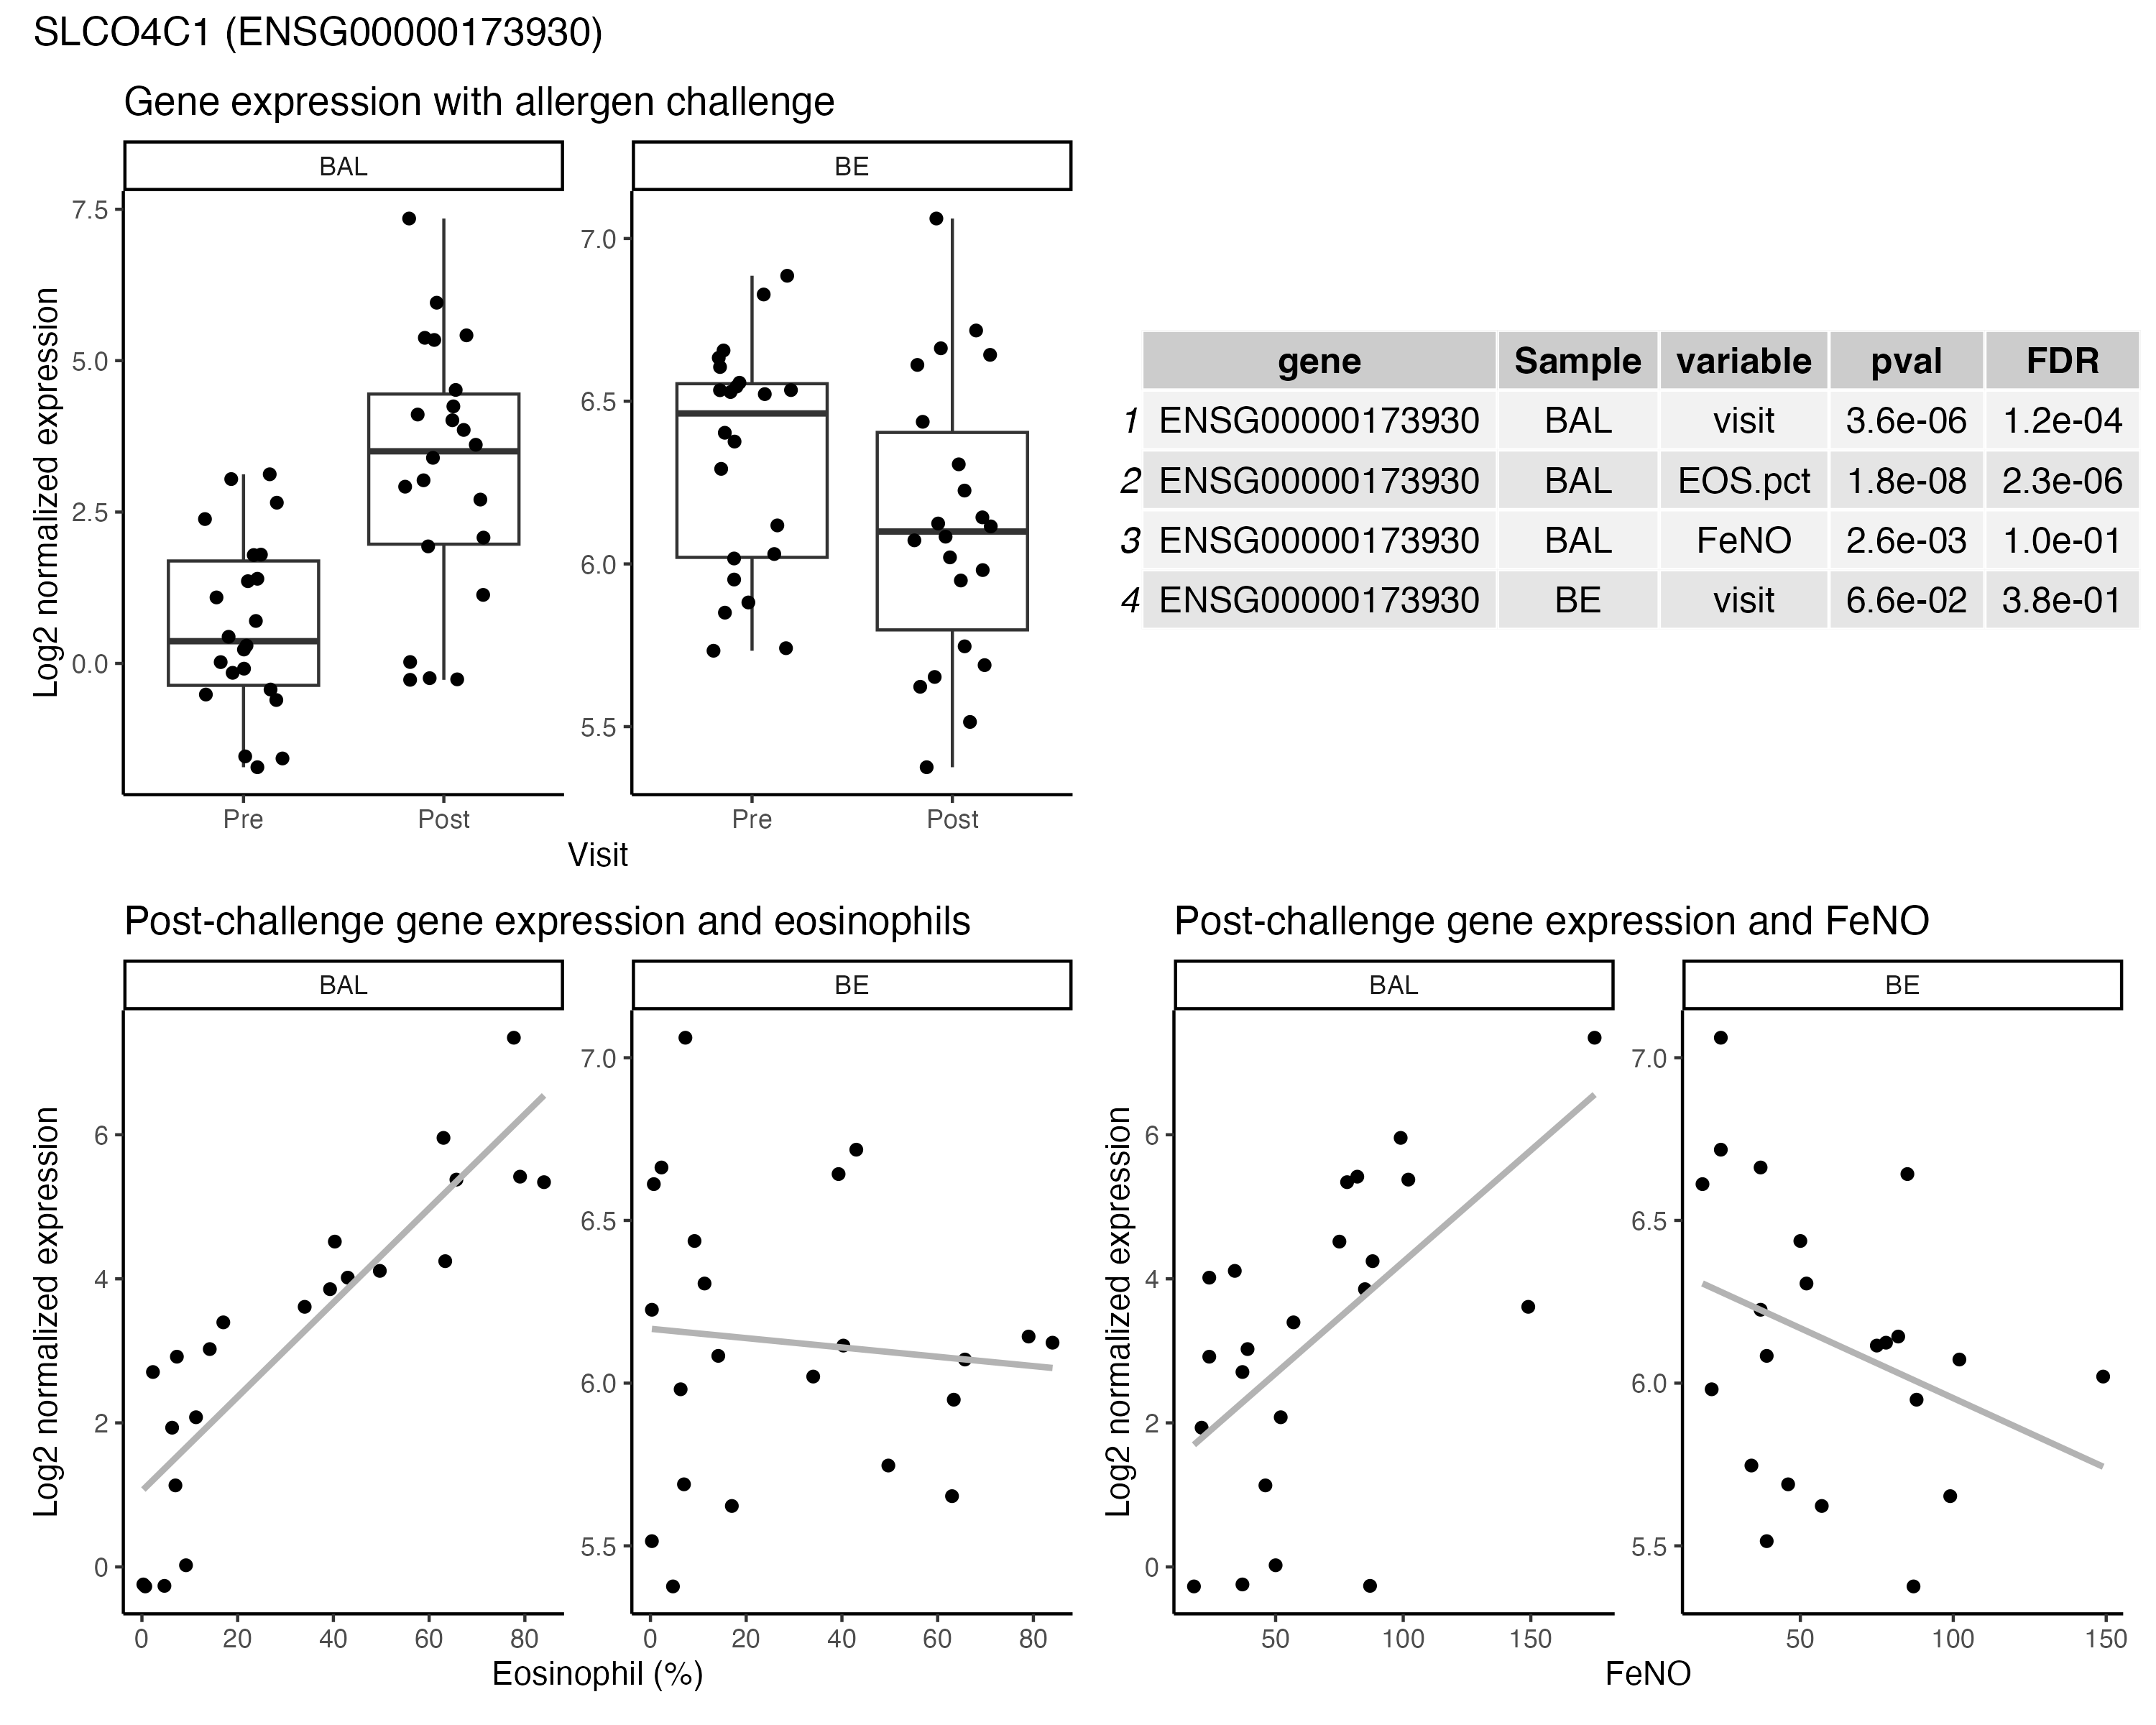 SLCO4C1 (ENSG00000173930)
Gene expression with allergen challenge
BAL
BE
Log2 normalized expression
7.5
5.0
2.5
0.0
7.0
6.5
6.0
5.5
Pre
Post
Pre
Post
Visit
gene Sample variable pval FDR
1 ENSG00000173930 BAL visit 3.6e-06 1.2e-04
2 ENSG00000173930 BAL EOS.pct 1.8e-08 2.3e-06
3 ENSG00000173930 BAL FeNO 2.6e-03 1.0e-01
4 ENSG00000173930 BE visit 6.6e-02 3.8e-01
Post-challenge gene expression and eosinophils
BAL
BE
Log2 normalized expression
6
4
2
0
7.0
6.5
6.0
5.5
0 20 40 60 80
0 20 40 60 80
Eosinophil (%)
Post-challenge gene expression and FeNO
BAL
BE
Log2 normalized expression
6
4
2
0
7.0
6.5
6.0
5.5
50 100 150
50 100 150
FeNO